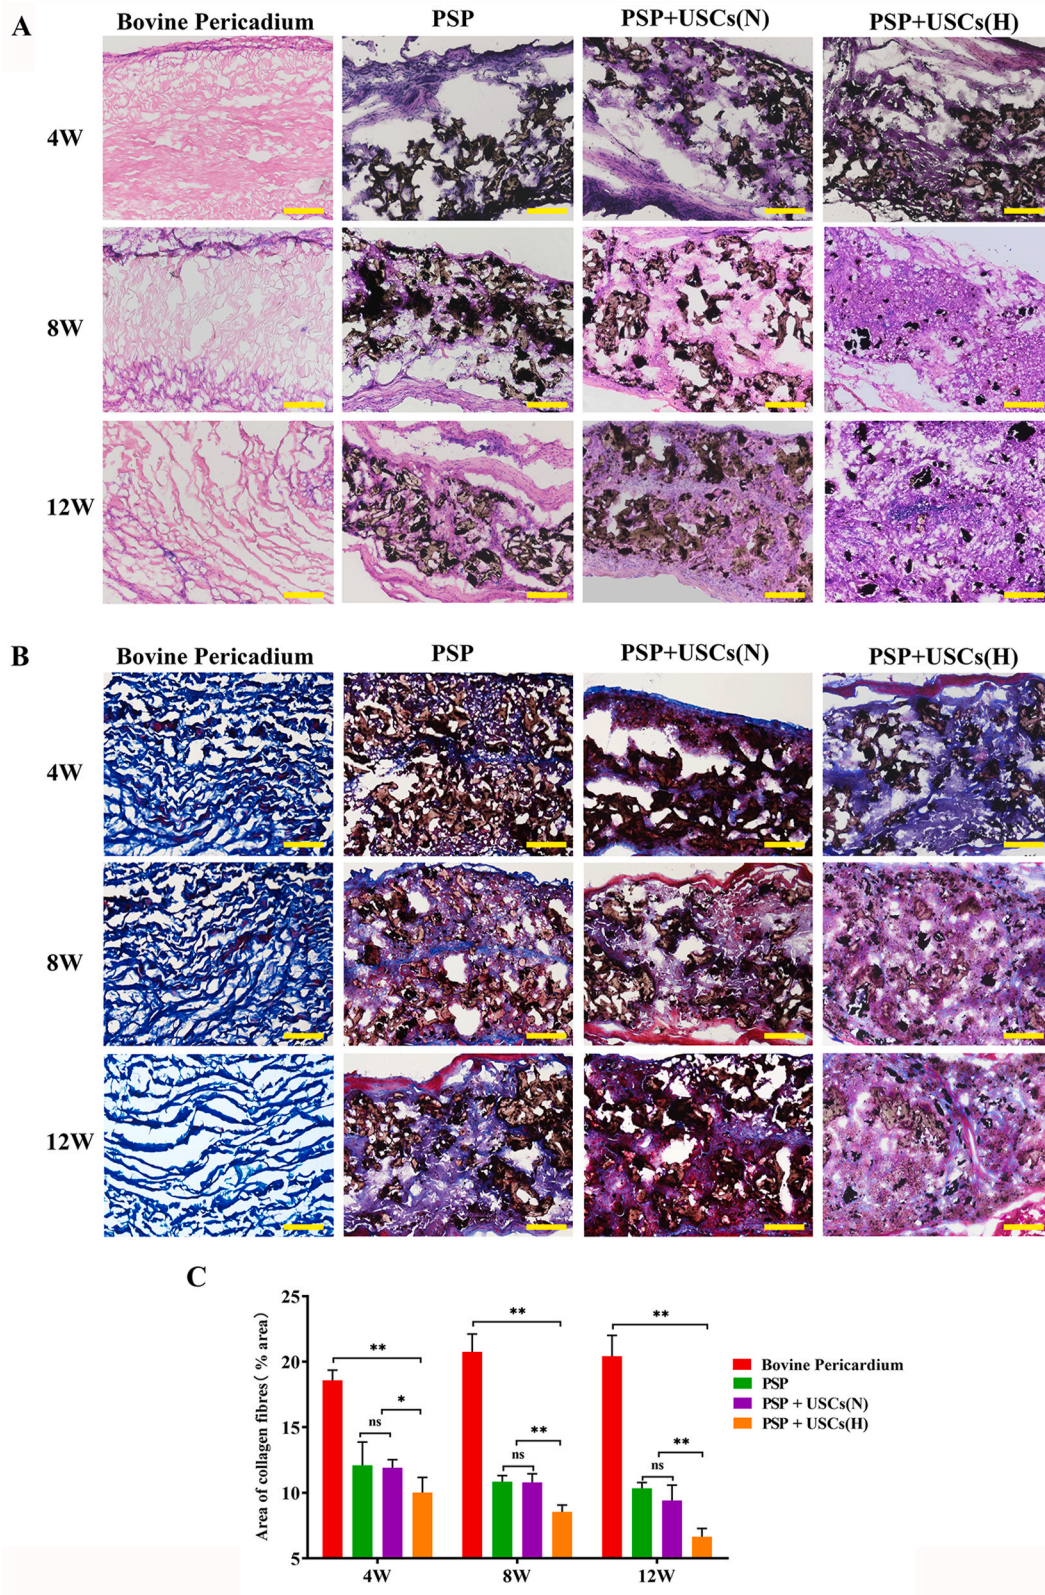 A
Bovine Pericadium PSP PSP+USCs(N) PSP+USCs(H)
4W
8W
12W
B
Bovine Pericadium PSP PSP+USCs(N) PSP+USCs(H)
4W
8W
12W
C
Area of collagen fibres( % area)
25
20
15
10
5
** ns *
** ns **
** ns **
4W 8W 12W
Bovine Pericardium
PSP
PSP + USCs(N)
PSP + USCs(H)